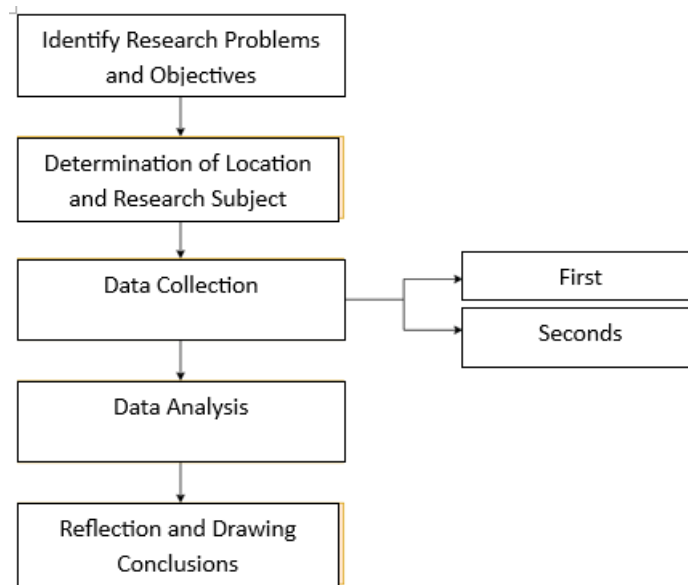 Identify Research Problems
and Objectives
Determination of Location
and Research Subject
Data Collection
First
Seconds
Data Analysis
Reflection and Drawing
Conclusions